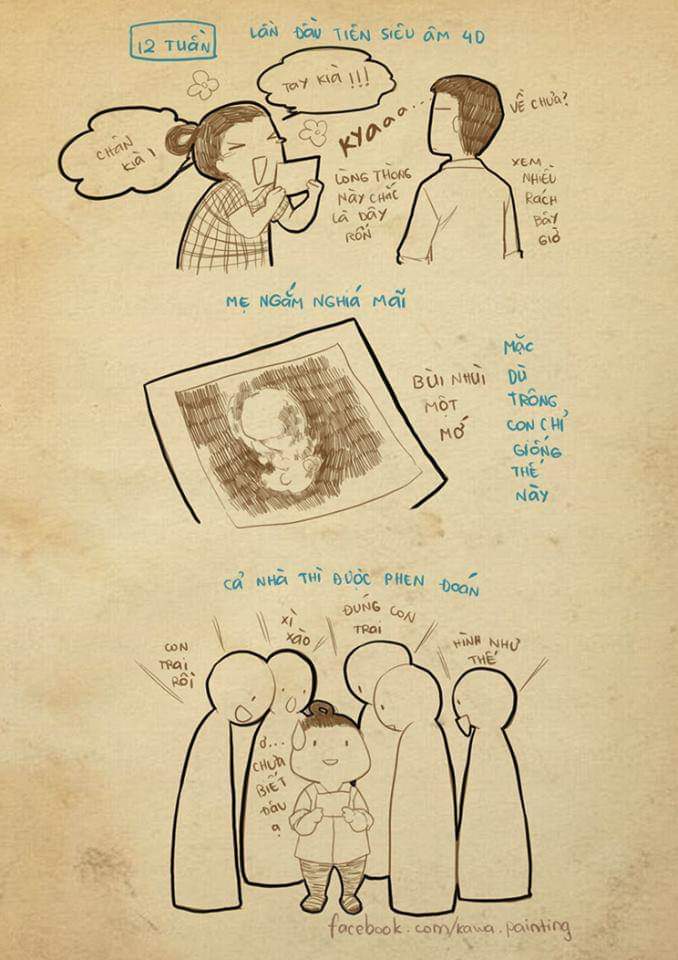 12 TUẦN
LẦN ĐẦU TIÊN SIÊU ÂM 4D
TAY KIÀ !!!
CHÂN
KIÀ !
KYaaa...
VỀ CHƯA?
LÒNG THÒNG
NÀY CHẮC
LÀ DÂY
RỐN
XEM
NHIỀU
RÁCH
BÂY
GIỜ
MẸ NGẮM NGHIÁ MÃI
BÙI NHÙI
MỘT
MỚ
MẶC
DÙ
TRÔNG
CON CHỈ
GIỐNG
THẾ
NÀY
CẢ NHÀ THÌ ĐƯỢC PHEN ĐOÁN
CON
TRAI
RỒI
XÌ
XÀO
ĐÚNG CON
TRAI
HÌNH NHƯ
THẾ
Ơ...
CHƯA
BIẾT
ĐÂU
Ạ
facebook.com/kawa.painting